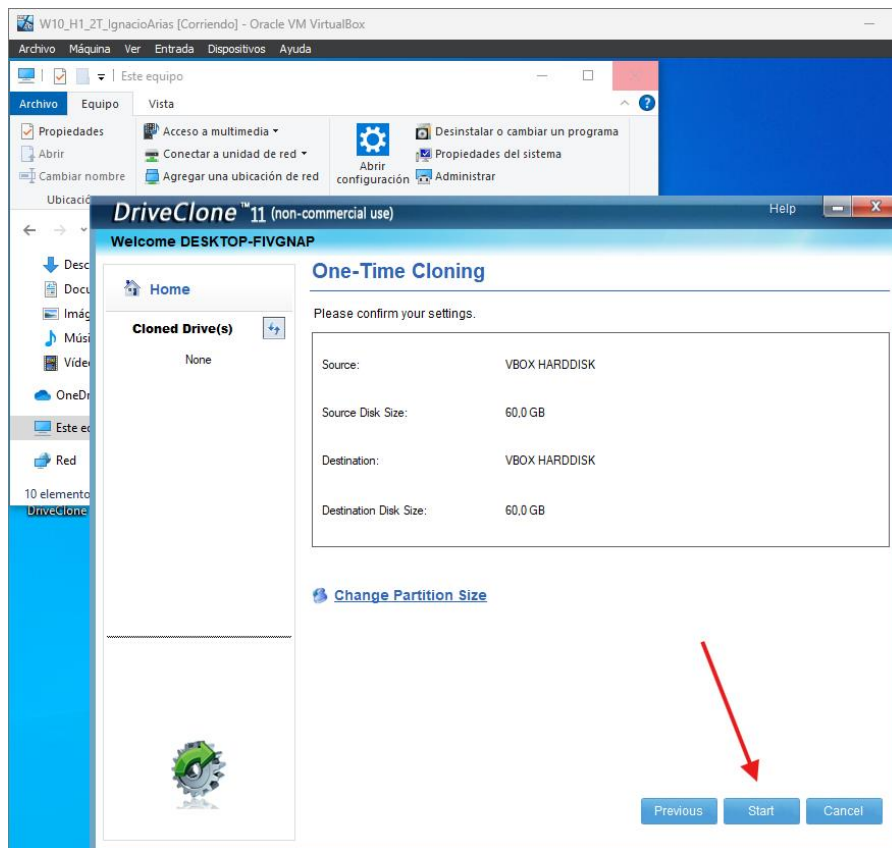 W10_H1_2T_IgnacioArias [Corriendo] - Oracle VM VirtualBox
Archivo Máquina Ver Entrada Dispositivos Ayuda
Este equipo
Archivo Equipo Vista
Propiedades
Abrir
Cambiar nombre
Acceso a multimedia
Conectar a unidad de red
Agregar una ubicación de red
Abrir
configuración
Desinstalar o cambiar un programa
Propiedades del sistema
Administrar
Ubicació
Desc
Docu
Imág
Músi
Víde
OneDr
Este eq
Red
10 elemento
DriveClone
DriveClone™11 (non-commercial use)
Help
Welcome DESKTOP-FIVGNAP
Home
Cloned Drive(s)
None
One-Time Cloning
Please confirm your settings.
Source: VBOX HARDDISK
Source Disk Size: 60,0 GB
Destination: VBOX HARDDISK
Destination Disk Size: 60,0 GB
Change Partition Size
Previous Start Cancel